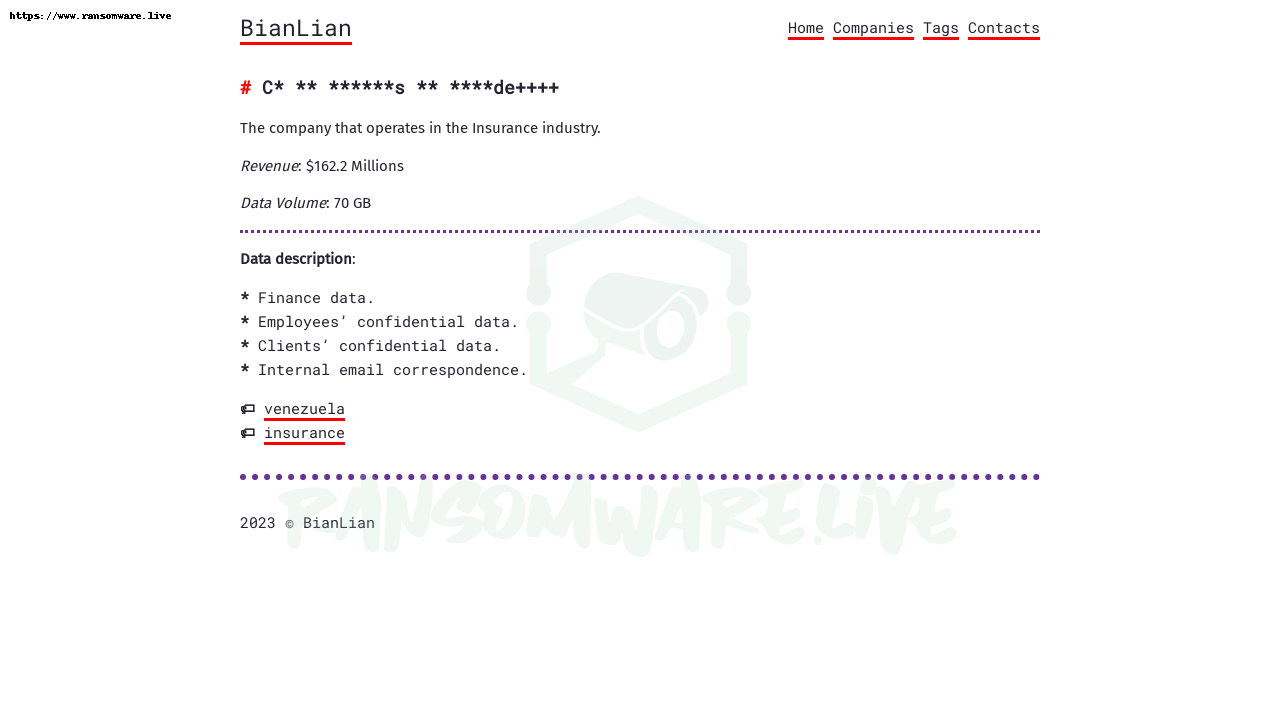 https://www.ransomware.live
BianLian
Home Companies Tags Contacts
# C* ** ******s ** ****de++++
The company that operates in the Insurance industry.
Revenue: $162.2 Millions
Data Volume: 70 GB
Data description:
* Finance data.
* Employees’ confidential data.
* Clients’ confidential data.
* Internal email correspondence.
venezuela
insurance
RANSOMWARE.LIVE
2023 © BianLian